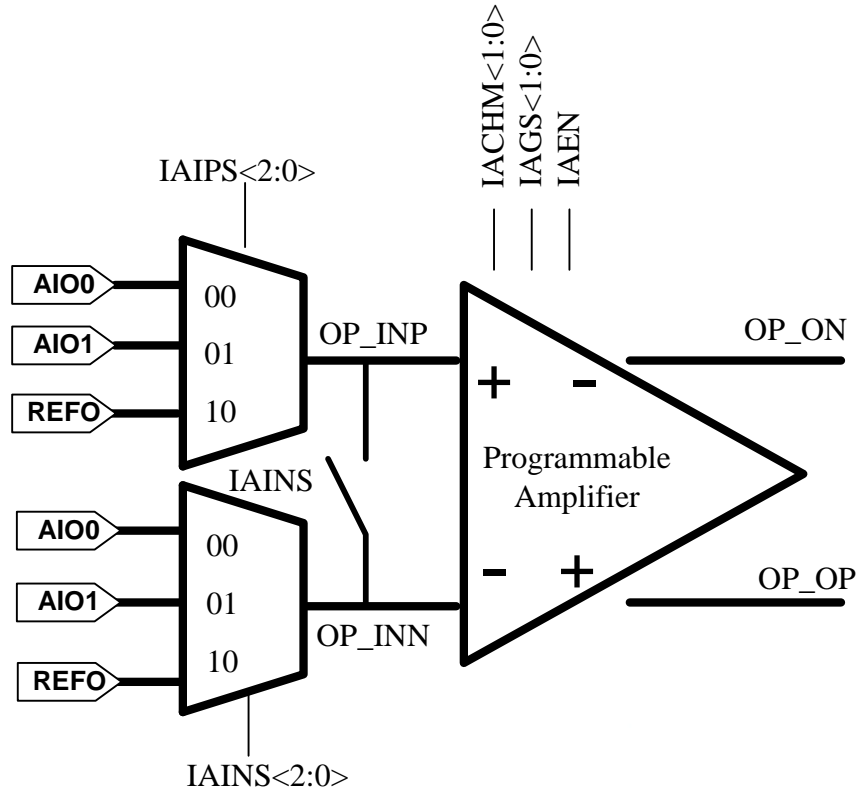 IACHM<1:0>
IAGS<1:0>
IAEN
IAIPS<2:0>
AIO0
00
AIO1
01
REFO
10
OP_INP
OP_ON
+
-
IAINS
Programmable
Amplifier
AIO0
00
AIO1
01
REFO
10
OP_INN
-
+
OP_OP
IAINS<2:0>